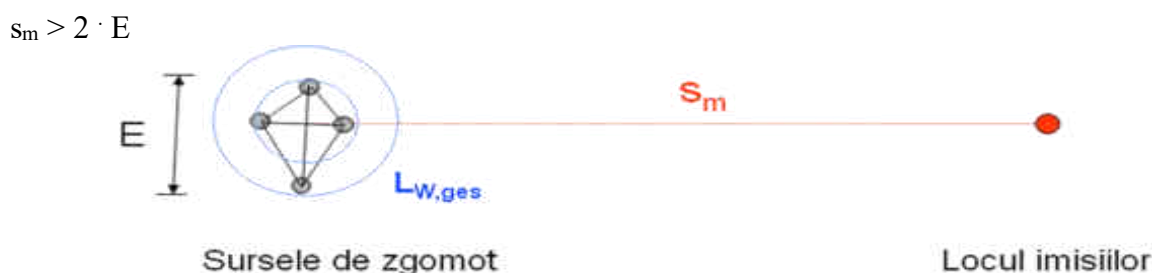 sm > 2 · E
sm
E
LW,ges
Sursele de zgomot
Locul imisiilor